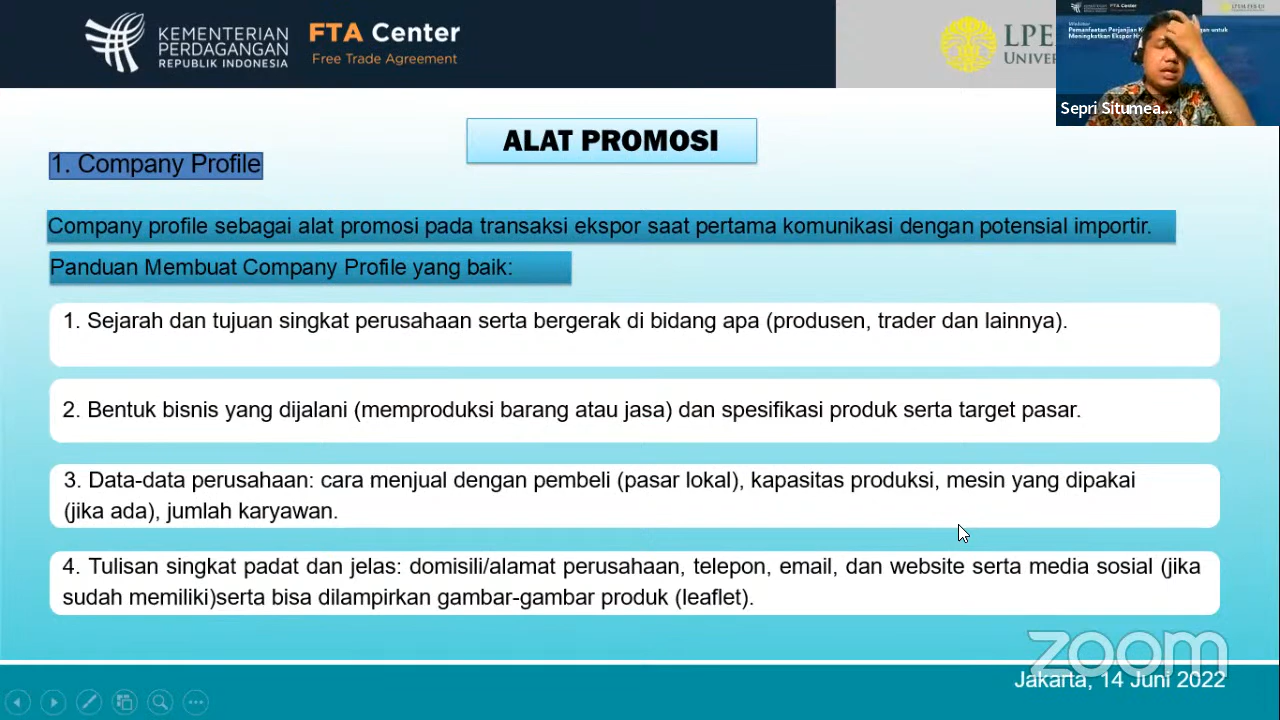 KEMENTERIAN
PERDAGANGAN
REPUBLIK INDONESIA
FTA Center
Free Trade Agreement
LPE
UNIVER
Webinar
Sepri Situmea...
ALAT PROMOSI
1. Company Profile
Company profile sebagai alat promosi pada transaksi ekspor saat pertama komunikasi dengan potensial importir.
Panduan Membuat Company Profile yang baik:
1. Sejarah dan tujuan singkat perusahaan serta bergerak di bidang apa (produsen, trader dan lainnya).
2. Bentuk bisnis yang dijalani (memproduksi barang atau jasa) dan spesifikasi produk serta target pasar.
3. Data-data perusahaan: cara menjual dengan pembeli (pasar lokal), kapasitas produksi, mesin yang dipakai
(jika ada), jumlah karyawan.
4. Tulisan singkat padat dan jelas: domisili/alamat perusahaan, telepon, email, dan website serta media sosial (jika
sudah memiliki)serta bisa dilampirkan gambar-gambar produk (leaflet).
zoom
Jakarta, 14 Juni 2022